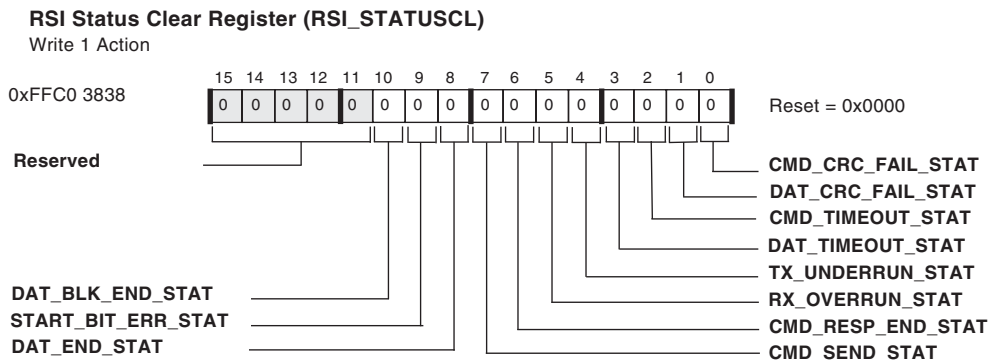 RSI Status Clear Register (RSI_STATUSCL)
Write 1 Action
15 14 13 12 11 10 9 8 7 6 5 4 3 2 1 0
0xFFC0 3838
0 0 0 0 0 0 0 0 0 0 0 0 0 0 0 0
Reset = 0x0000
Reserved
CMD_CRC_FAIL_STAT
DAT_CRC_FAIL_STAT
CMD_TIMEOUT_STAT
DAT_TIMEOUT_STAT
TX_UNDERRUN_STAT
DAT_BLK_END_STAT
RX_OVERRUN_STAT
START_BIT_ERR_STAT
CMD_RESP_END_STAT
DAT_END_STAT
CMD_SEND_STAT